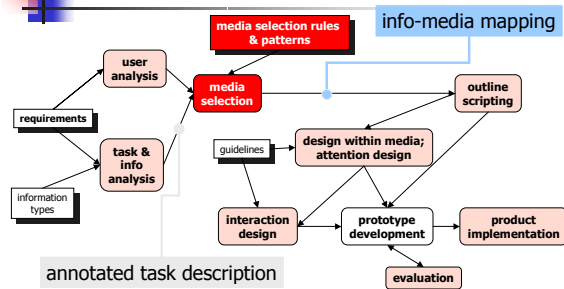 media selection rules
& patterns
info-media mapping
user
analysis
media
selection
outline
scripting
requirements
guidelines
design within media;
attention design
task &
info
analysis
information
types
interaction
design
prototype
development
product
implementation
annotated task description
evaluation